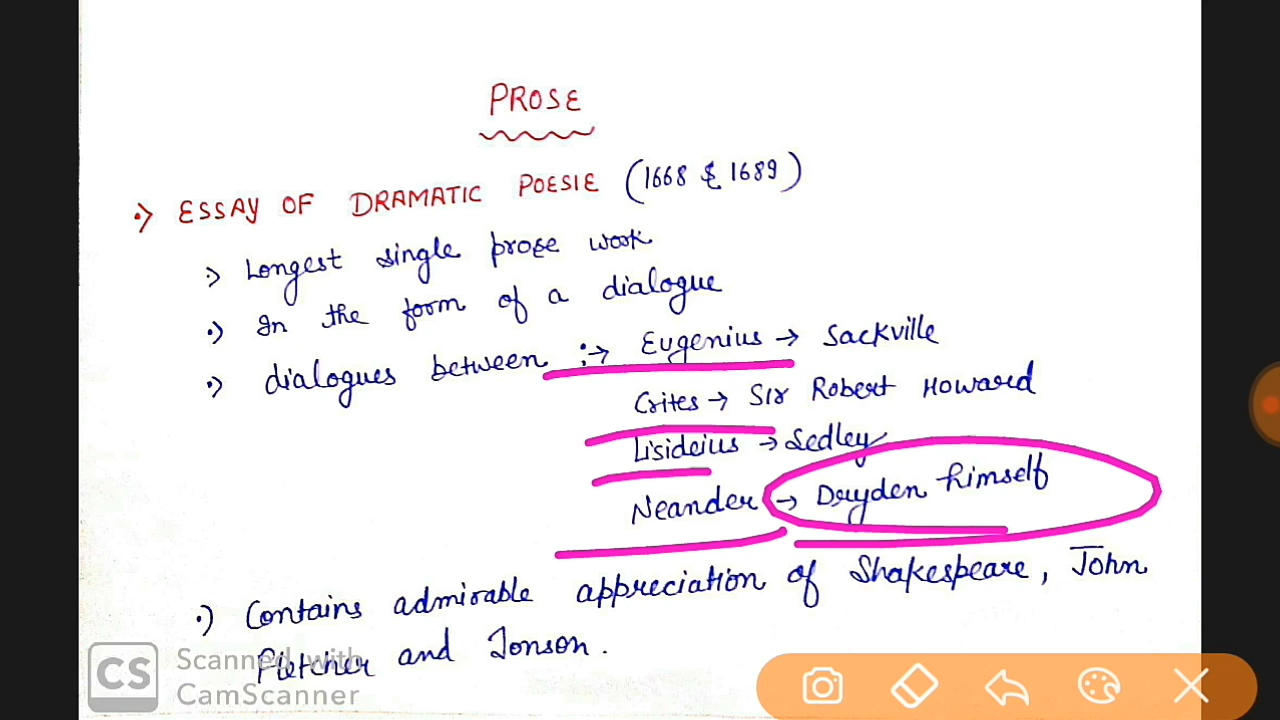 PROSE
·) ESSAY OF DRAMATIC POESIE (1668 & 1689)
·) Longest single prose work
·) In the form of a dialogue
·) dialogues between :→ Eugenius → Sackville
Crites → Sir Robert Howard
Lisideius → Sedley
Neander → Dryden himself
·) Contains admirable appreciation of Shakespeare, John
Fletcher and Jonson.
CS Scanned with
CamScanner